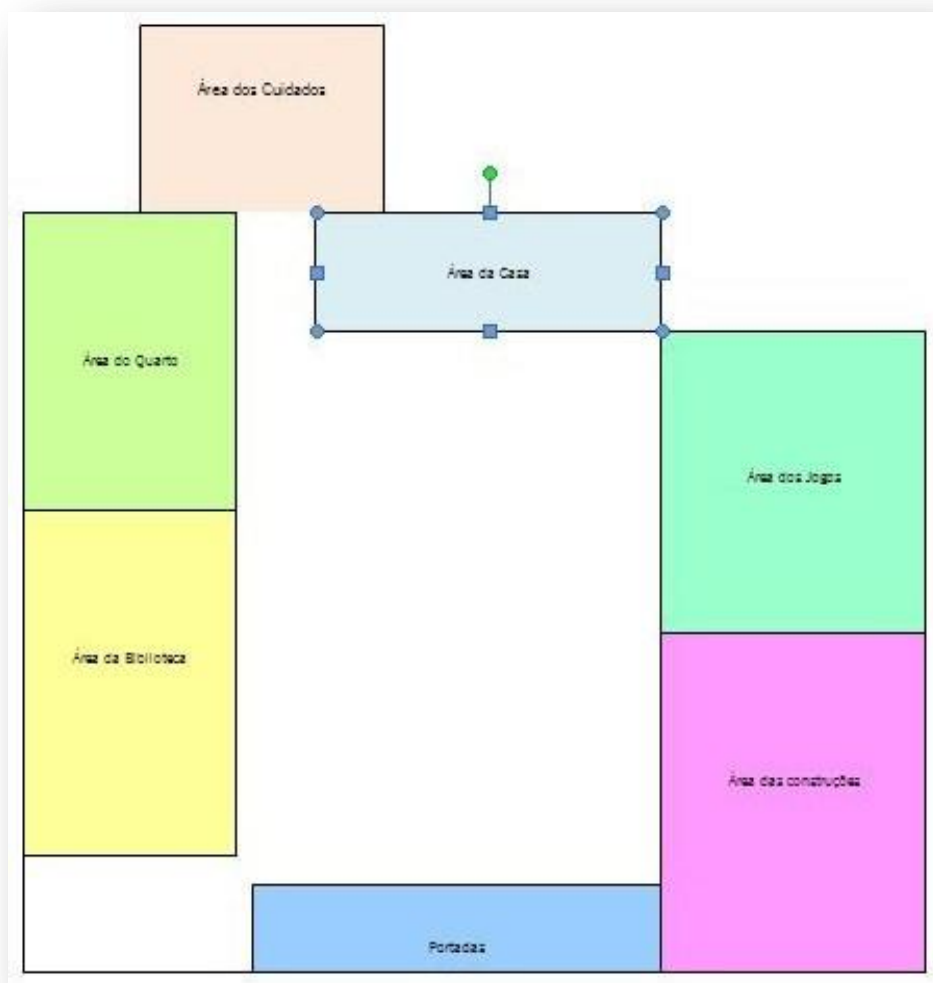 Área dos Cuidados
Área da Casa
Área do Quarto
Área dos Jogos
Área da Biblioteca
Área das construções
Portadas